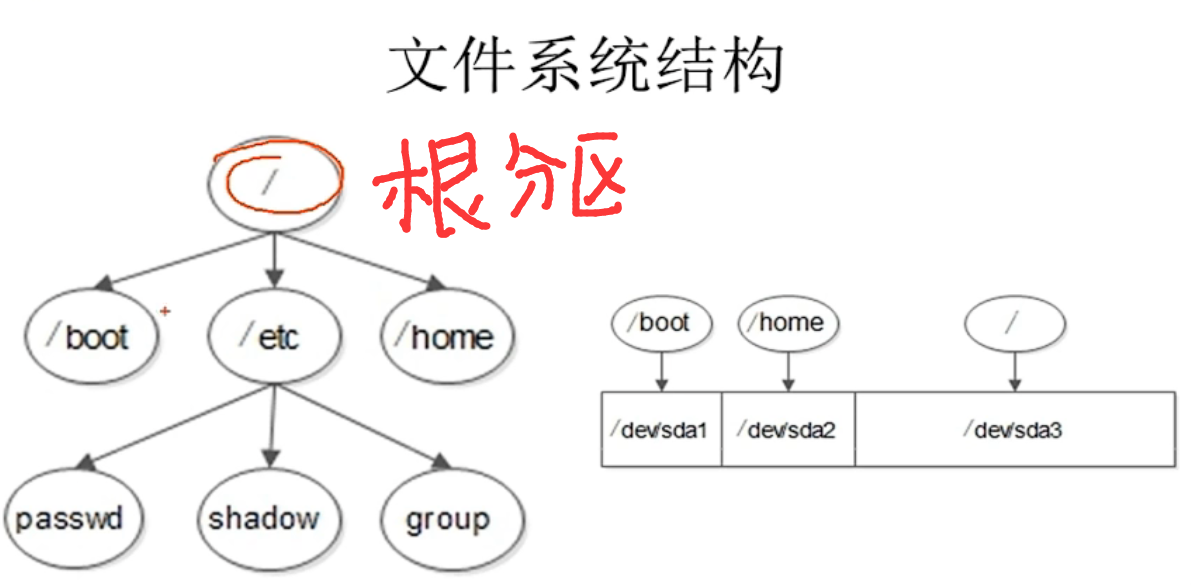 文件系统结构
/
根分区
/boot
/etc
/home
passwd
shadow
group
/boot
/home
/
/dev/sda1
/dev/sda2
/dev/sda3